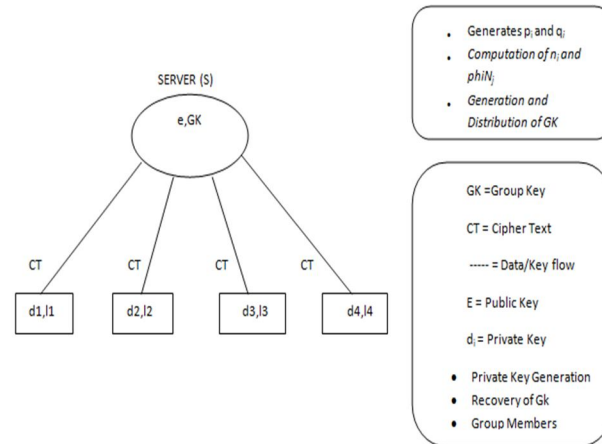 SERVER (S)
e,GK
CT
CT
CT
CT
d1,l1
d2,l2
d3,l3
d4,l4
• Generates pi and qi
• Computation of ni and
phiNj
• Generation and
Distribution of GK
GK =Group Key
CT = Cipher Text
----- = Data/Key flow
E = Public Key
di = Private Key
• Private Key Generation
• Recovery of Gk
• Group Members